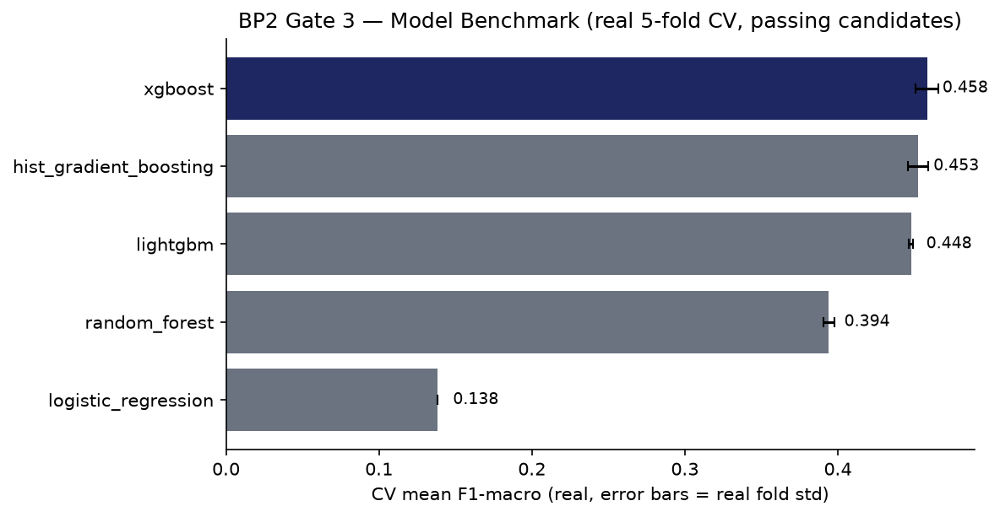 BP2 Gate 3 — Model Benchmark (real 5-fold CV, passing candidates)
xgboost 0.458
hist_gradient_boosting 0.453
lightgbm 0.448
random_forest 0.394
logistic_regression 0.138
0.0 0.1 0.2 0.3 0.4
CV mean F1-macro (real, error bars = real fold std)